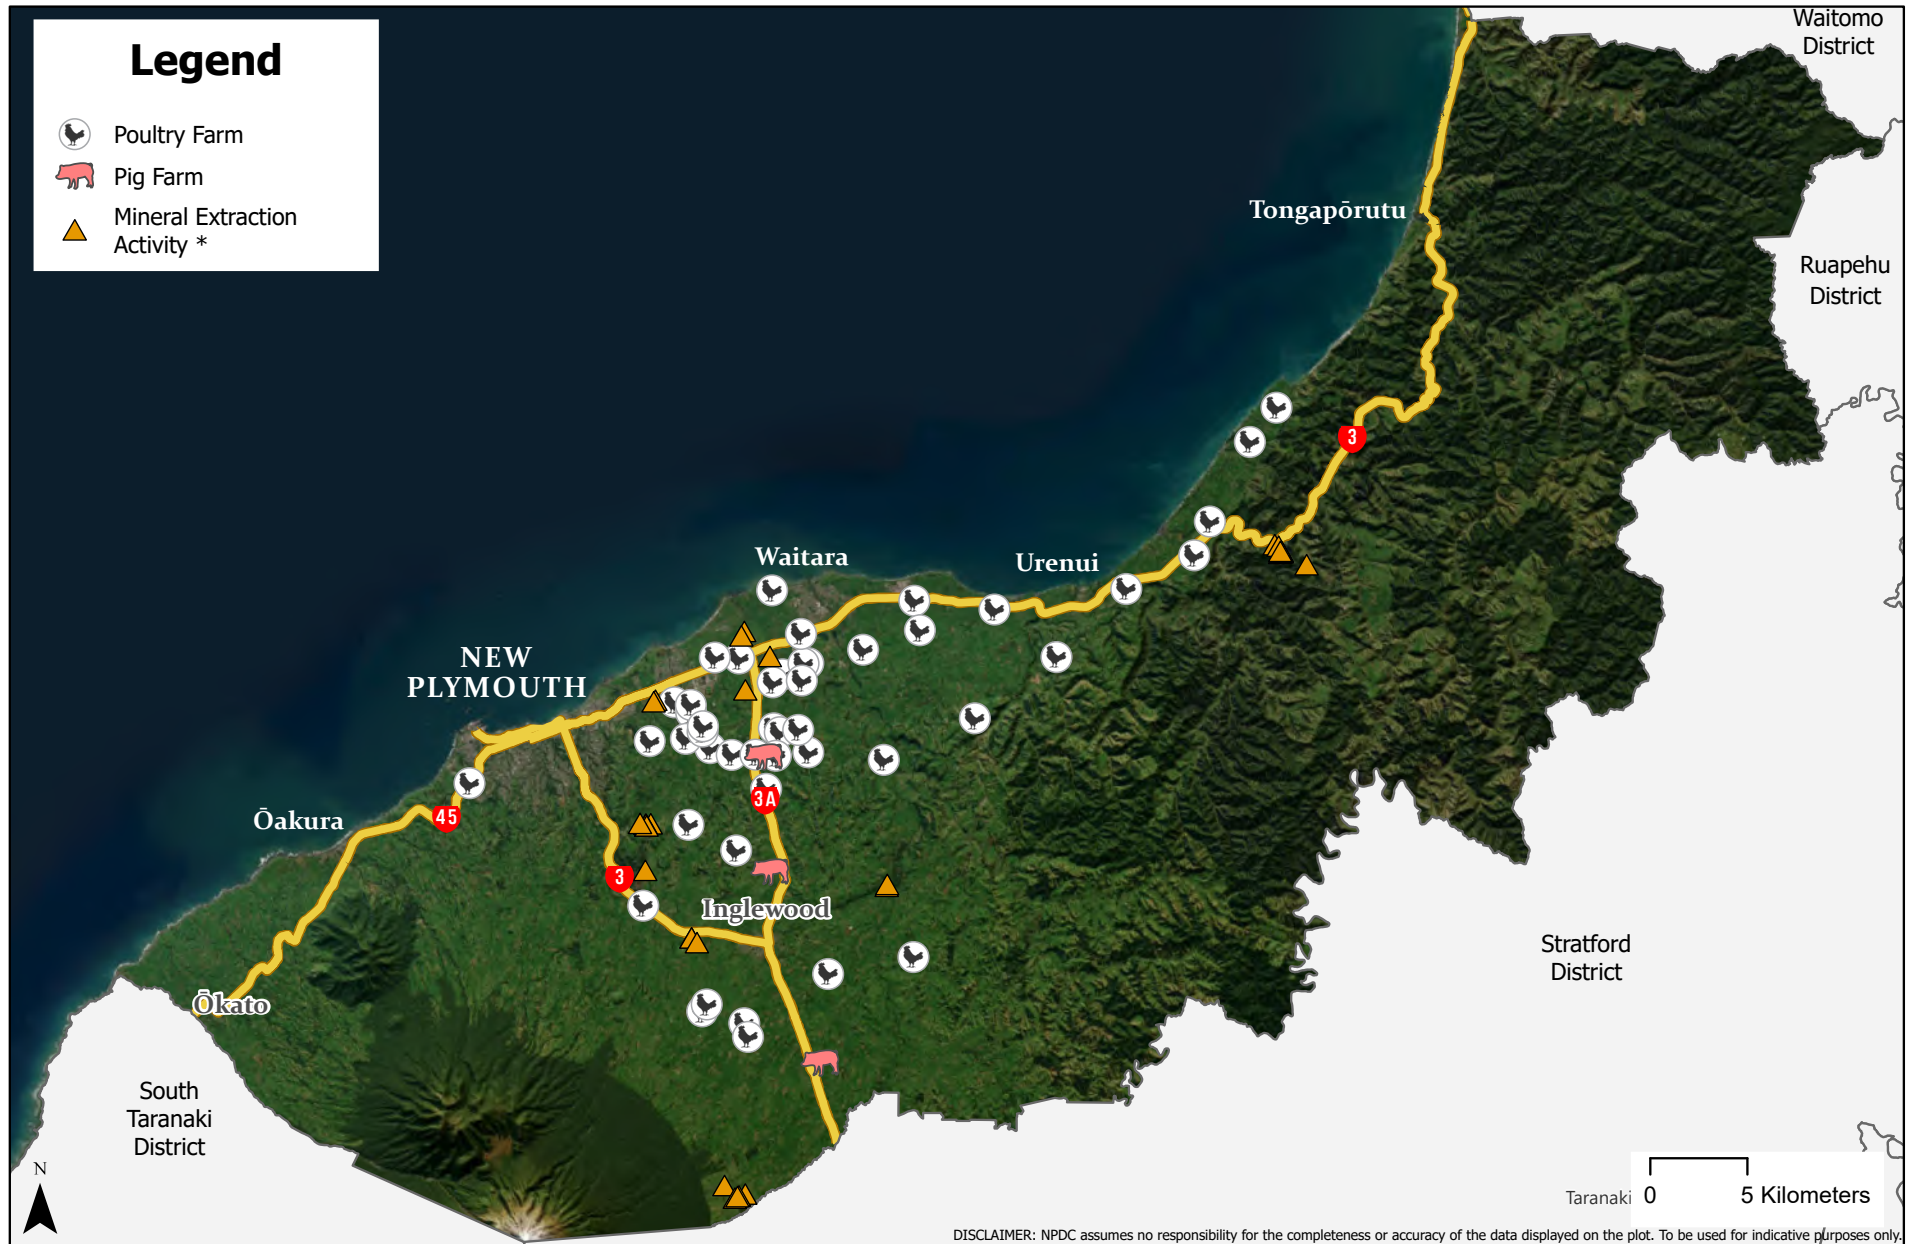 Legend
Poultry Farm
Pig Farm
Mineral Extraction
Activity *
Waitomo
District
Tongapōrutu
Ruapehu
District
3
Waitara
Urenui
NEW
PLYMOUTH
Ōakura
45
3A
3
Inglewood
Stratford
District
Ōkato
South
Taranaki
District
N
Taranaki
0 5 Kilometers
DISCLAIMER: NPDC assumes no responsibility for the completeness or accuracy of the data displayed on the plot. To be used for indicative purposes only.